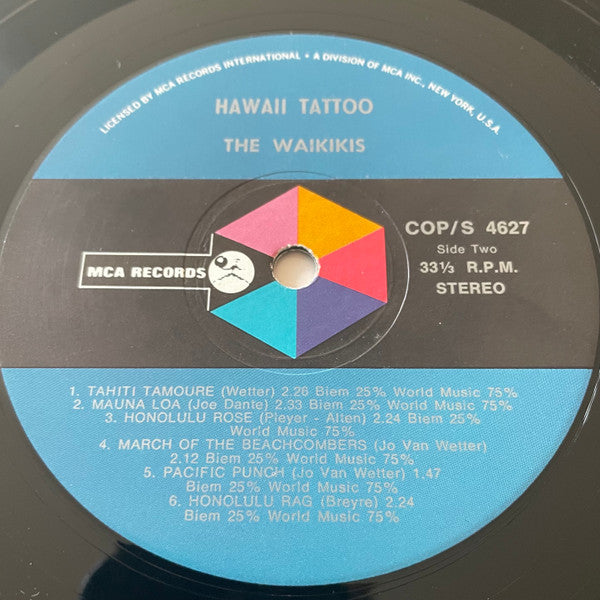 LICENSED BY MCA RECORDS INTERNATIONAL • A DIVISION OF MCA INC., NEW YORK, U.S.A.
HAWAII TATTOO
THE WAIKIKIS
COP/S 4627
Side Two
33⅓ R.P.M.
STEREO
MCA RECORDS
1. TAHITI TAMOURE (Wetter) 2.26 Biem 25% World Music 75%
2. MAUNA LOA (Joe Dante) 2.33 Biem 25% World Music 75%
3. HONOLULU ROSE (Pleyer - Alten) 2.24 Biem 25%
World Music 75%
4. MARCH OF THE BEACHCOMBERS (Jo Van Wetter)
2.12 Biem 25% World Music 75%
5. PACIFIC PUNCH (Jo Van Wetter) 1.47
Biem 25% World Music 75%
6. HONOLULU RAG (Breyre) 2.24
Biem 25% World Music 75%